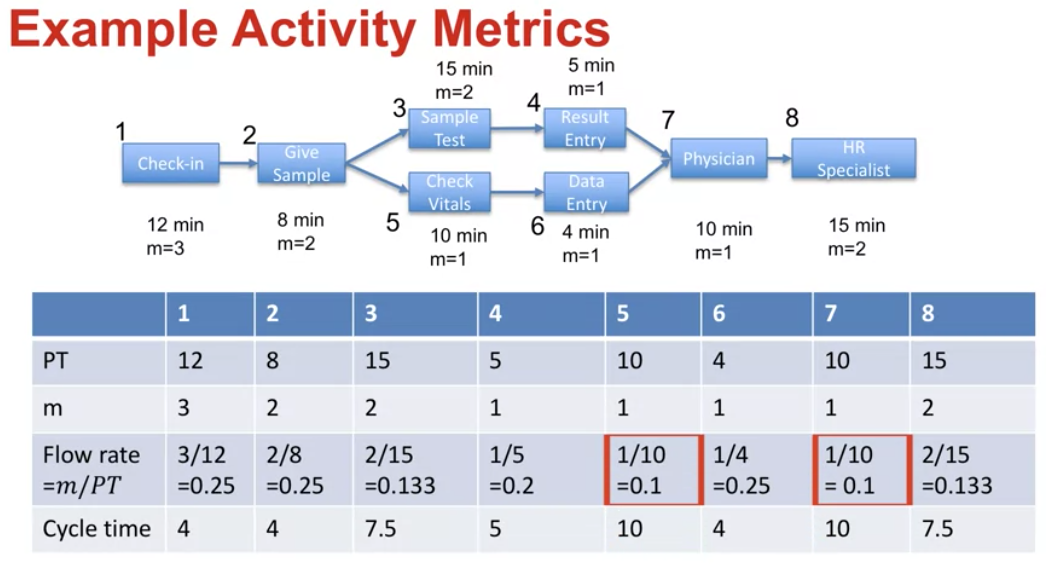 Example Activity Metrics
15 min
m=2
5 min
m=1
1
2
3
4
7
8
Check-in
Give
Sample
Sample
Test
Result
Entry
Physician
HR
Specialist
Check
Vitals
Data
Entry
5
6
12 min
m=3
8 min
m=2
10 min
m=1
4 min
m=1
10 min
m=1
15 min
m=2
1 2 3 4 5 6 7 8
PT 12 8 15 5 10 4 10 15
m 3 2 2 1 1 1 1 2
Flow rate 3/12 2/8 2/15 1/5 1/10 1/4 1/10 2/15
=m/PT =0.25 =0.25 =0.133 =0.2 =0.1 =0.25 = 0.1 =0.133
Cycle time 4 4 7.5 5 10 4 10 7.5